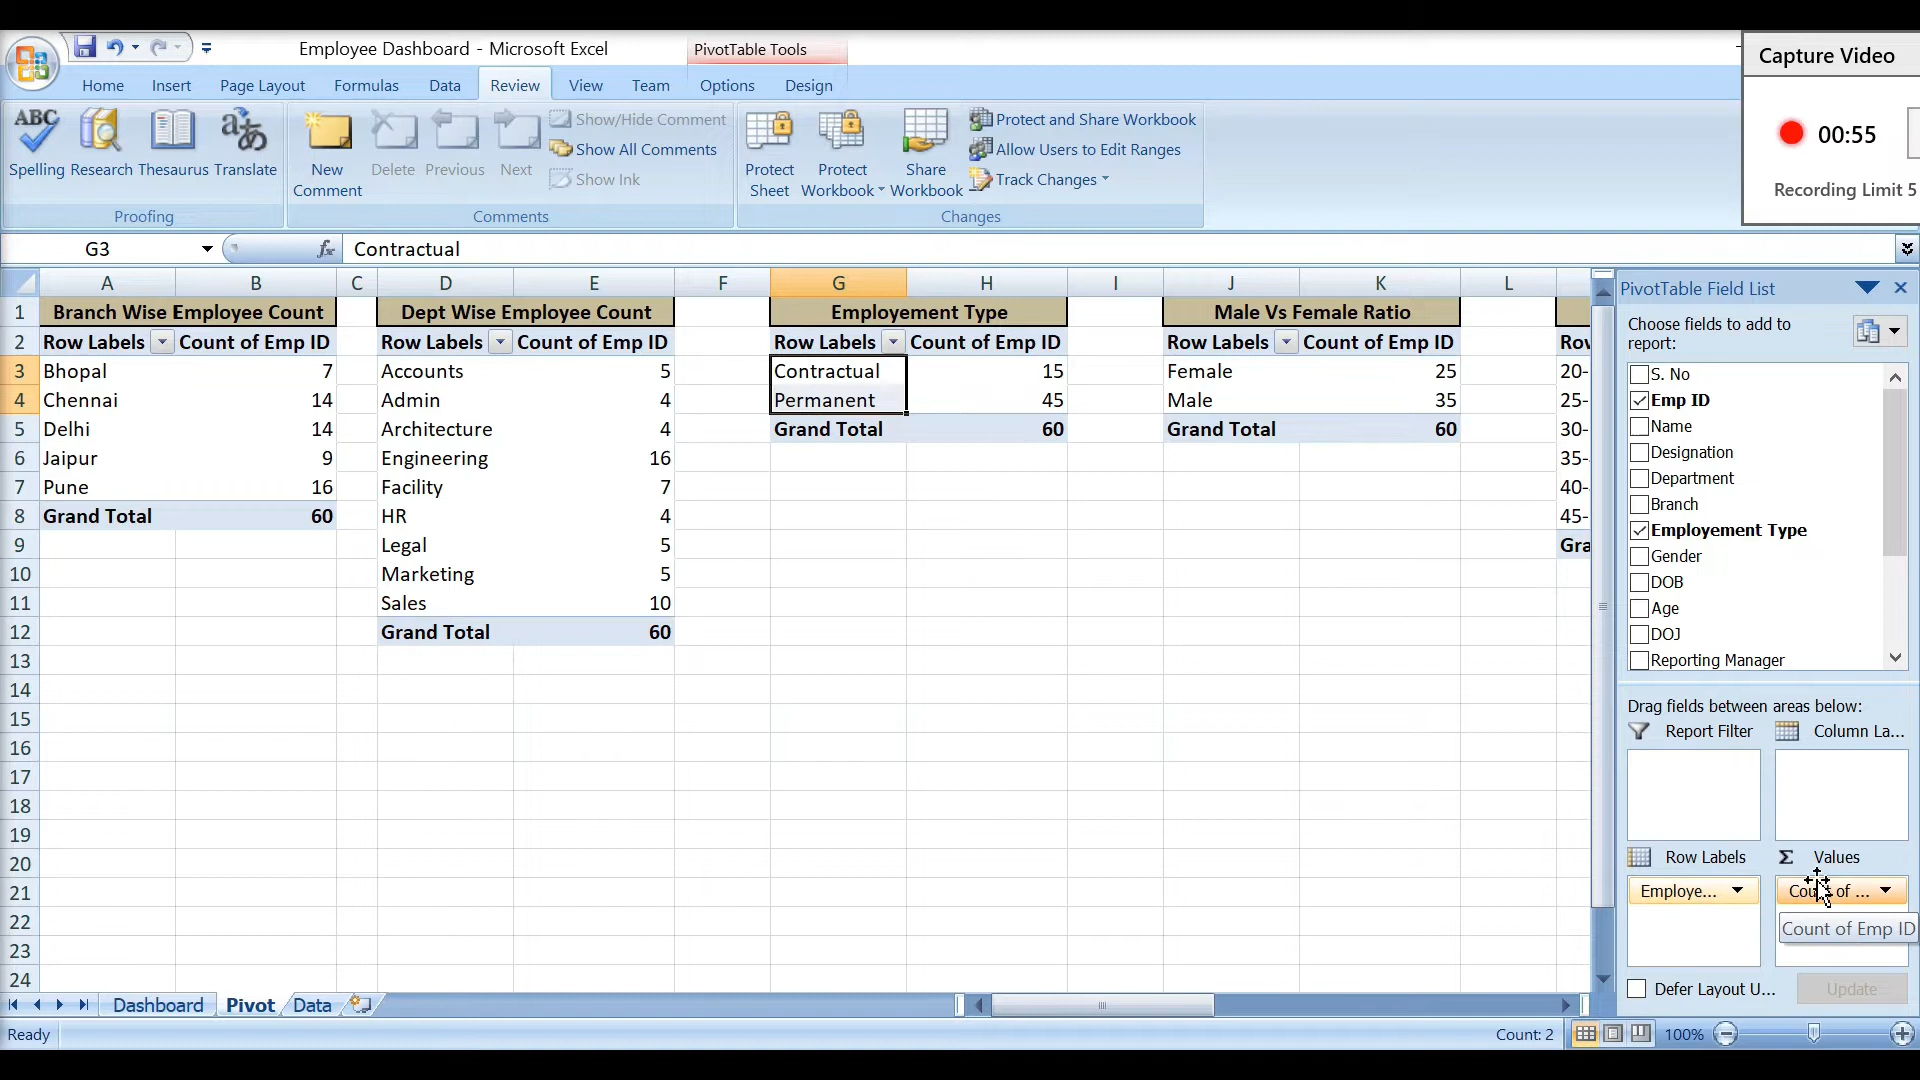 Employee Dashboard - Microsoft Excel
PivotTable Tools
Capture Video
00:55
Recording Limit 5
Home Insert Page Layout Formulas Data Review View Team Options Design
ABC
Spelling Research Thesaurus Translate
Proofing
New Comment Delete Previous Next
Show/Hide Comment
Show All Comments
Show Ink
Comments
Protect Sheet Protect Workbook Share Workbook
Protect and Share Workbook
Allow Users to Edit Ranges
Track Changes
Changes
G3 fx Contractual
A B C D E F G H I J K L
1 Branch Wise Employee Count Dept Wise Employee Count Employement Type Male Vs Female Ratio
2 Row Labels Count of Emp ID Row Labels Count of Emp ID Row Labels Count of Emp ID Row Labels Count of Emp ID Ro
3 Bhopal 7 Accounts 5 Contractual 15 Female 25 20-
4 Chennai 14 Admin 4 Permanent 45 Male 35 25-
5 Delhi 14 Architecture 4 Grand Total 60 Grand Total 60 30-
6 Jaipur 9 Engineering 16 35-
7 Pune 16 Facility 7 40-
8 Grand Total 60 HR 4 45-
9 Legal 5 Gra
10 Marketing 5
11 Sales 10
12 Grand Total 60
13
14
15
16
17
18
19
20
21
22
23
24
PivotTable Field List
Choose fields to add to
report:
S. No
Emp ID
Name
Designation
Department
Branch
Employement Type
Gender
DOB
Age
DOJ
Reporting Manager
Drag fields between areas below:
Report Filter Column La...
Row Labels Σ Values
Employe... Count of ...
Count of Emp ID
Defer Layout U... Update
Dashboard Pivot Data
Ready Count: 2 100%